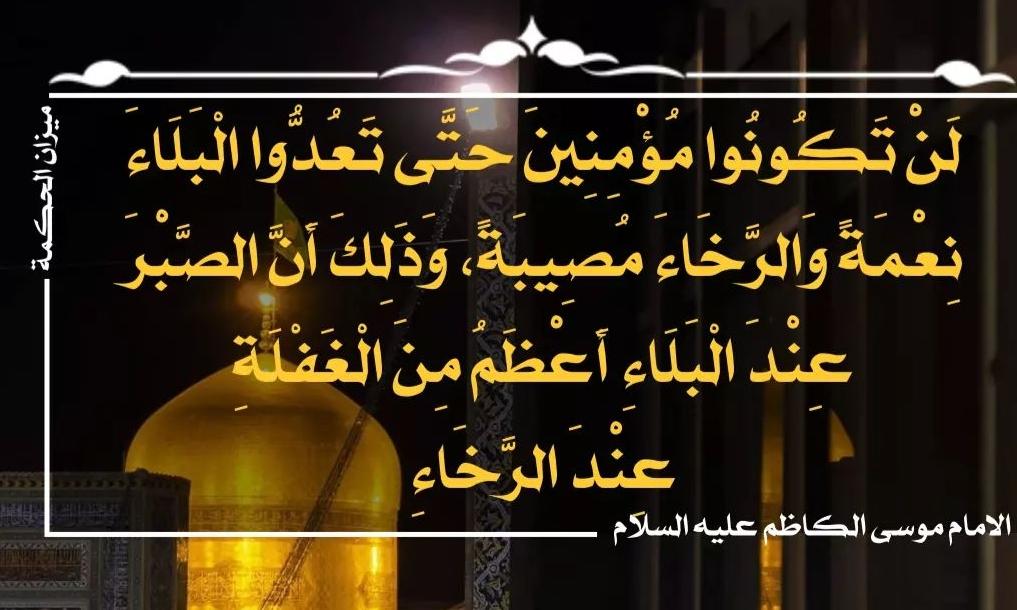 لَنْ تَكُونُوا مُؤْمِنِينَ حَتَّى تَعُدُّوا الْبَلَاءَ
نِعْمَةً وَالرَّخَاءَ مُصِيبَةً، وَذَلِكَ أَنَّ الصَّبْرَ
عِنْدَ الْبَلَاءِ أَعْظَمُ مِنَ الْغَفْلَةِ
عِنْدَ الرَّخَاءِ
الامام موسى الكاظم عليه السلام
ميزان الحكمة